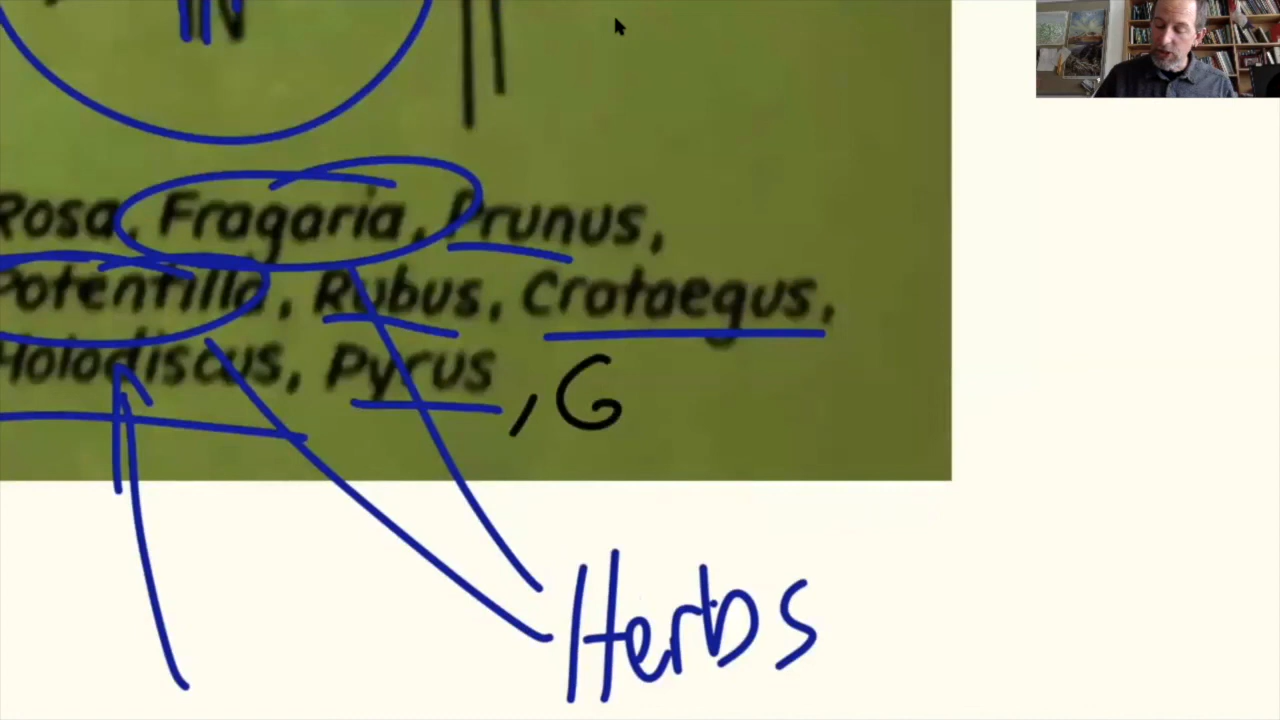 Rosa, Fragaria, Prunus,
Potentilla, Rubus, Crataegus,
Holodiscus, Pyrus, G
Herbs